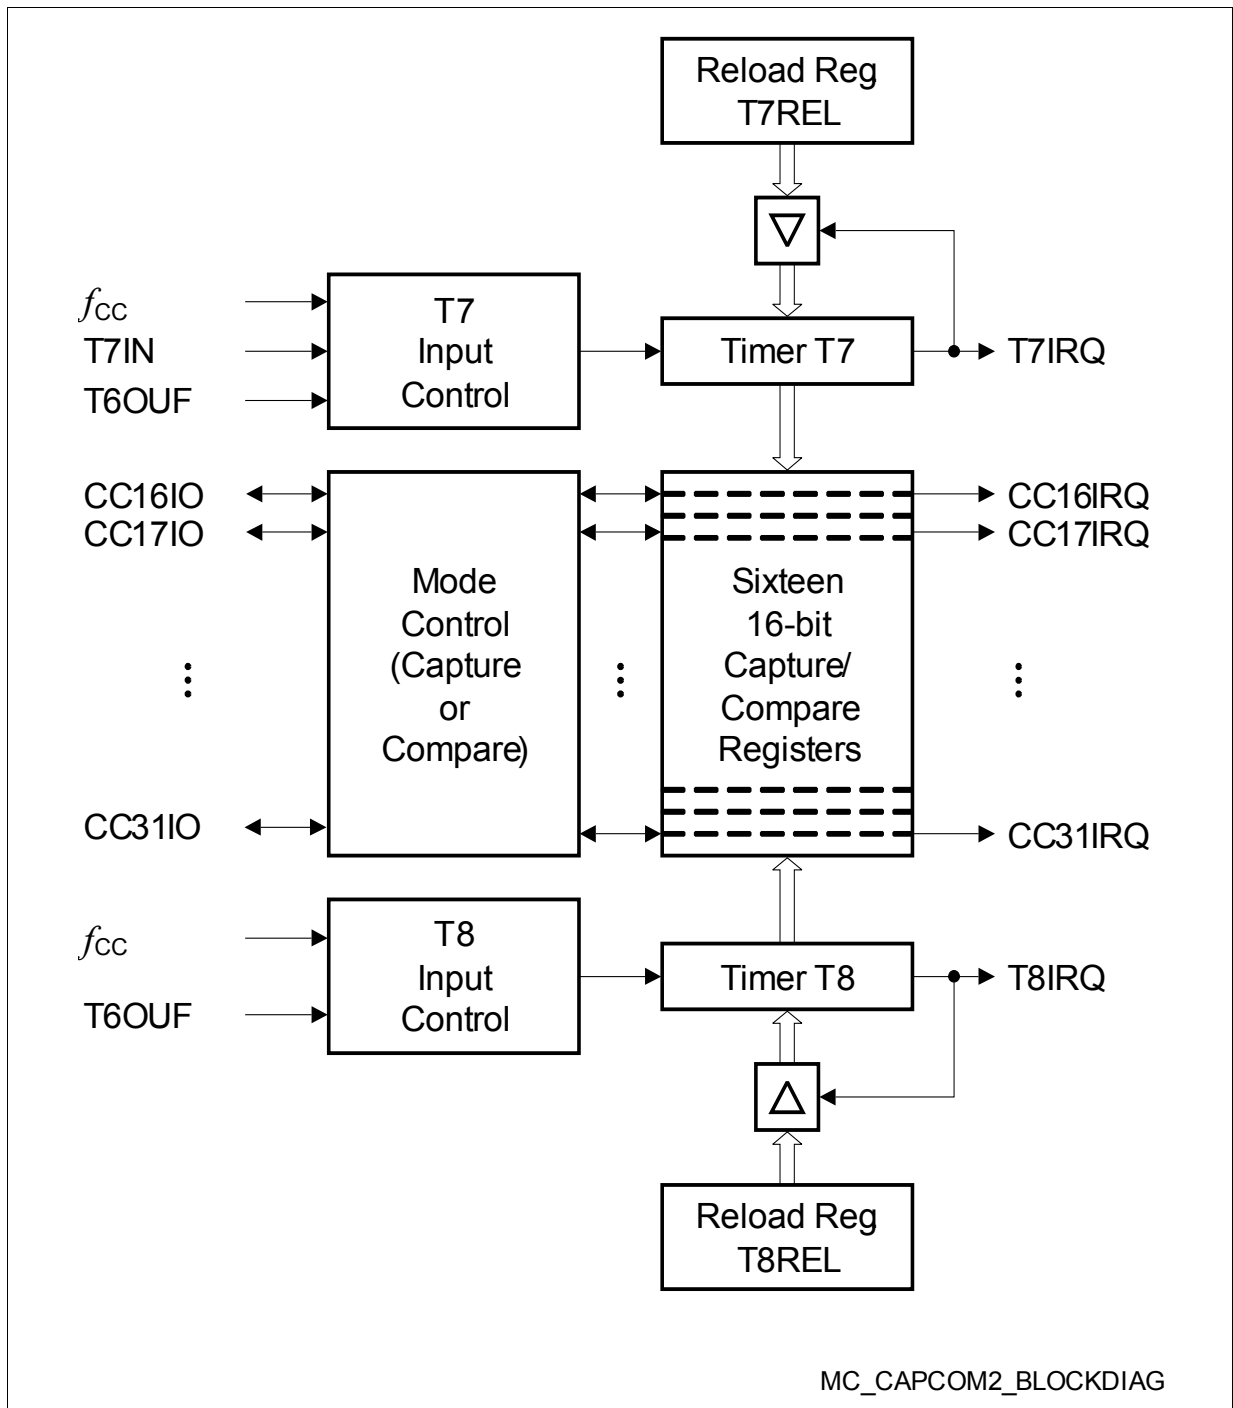 Reload Reg
T7REL
fCC
T7IN
T6OUF
T7
Input
Control
Timer T7
T7IRQ
CC16IO
CC17IO
CC31IO
Mode
Control
(Capture
or
Compare)
Sixteen
16-bit
Capture/
Compare
Registers
CC16IRQ
CC17IRQ
CC31IRQ
fCC
T6OUF
T8
Input
Control
Timer T8
T8IRQ
Reload Reg
T8REL
MC_CAPCOM2_BLOCKDIAG